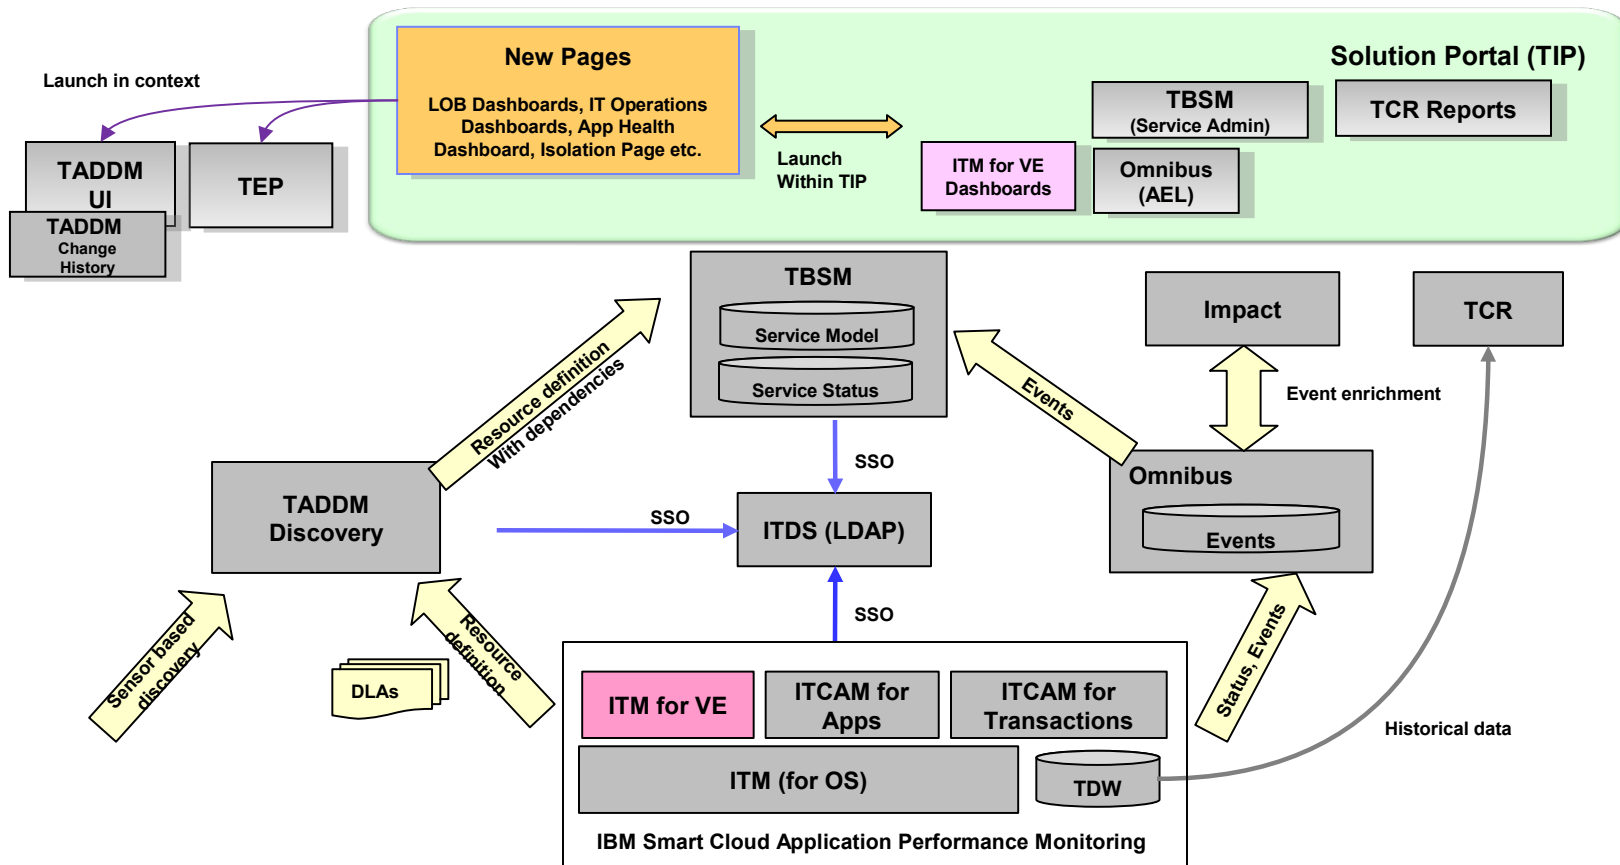 New Pages
LOB Dashboards, IT Operations
Dashboards, App Health
Dashboard, Isolation Page etc.
Solution Portal (TIP)
TBSM
(Service Admin)
TCR Reports
Launch
Within TIP
ITM for VE
Dashboards
Omnibus
(AEL)
Launch in context
TADDM
UI
TADDM
Change
History
TEP
TBSM
Service Model
Service Status
Impact
TCR
Resource definition
With dependencies
Events
Event enrichment
SSO
TADDM
Discovery
SSO
ITDS (LDAP)
Omnibus
Events
SSO
Sensor based
discovery
DLAs
Resource
definition
Status, Events
Historical data
ITM for VE
ITCAM for
Apps
ITCAM for
Transactions
ITM (for OS)
TDW
IBM Smart Cloud Application Performance Monitoring